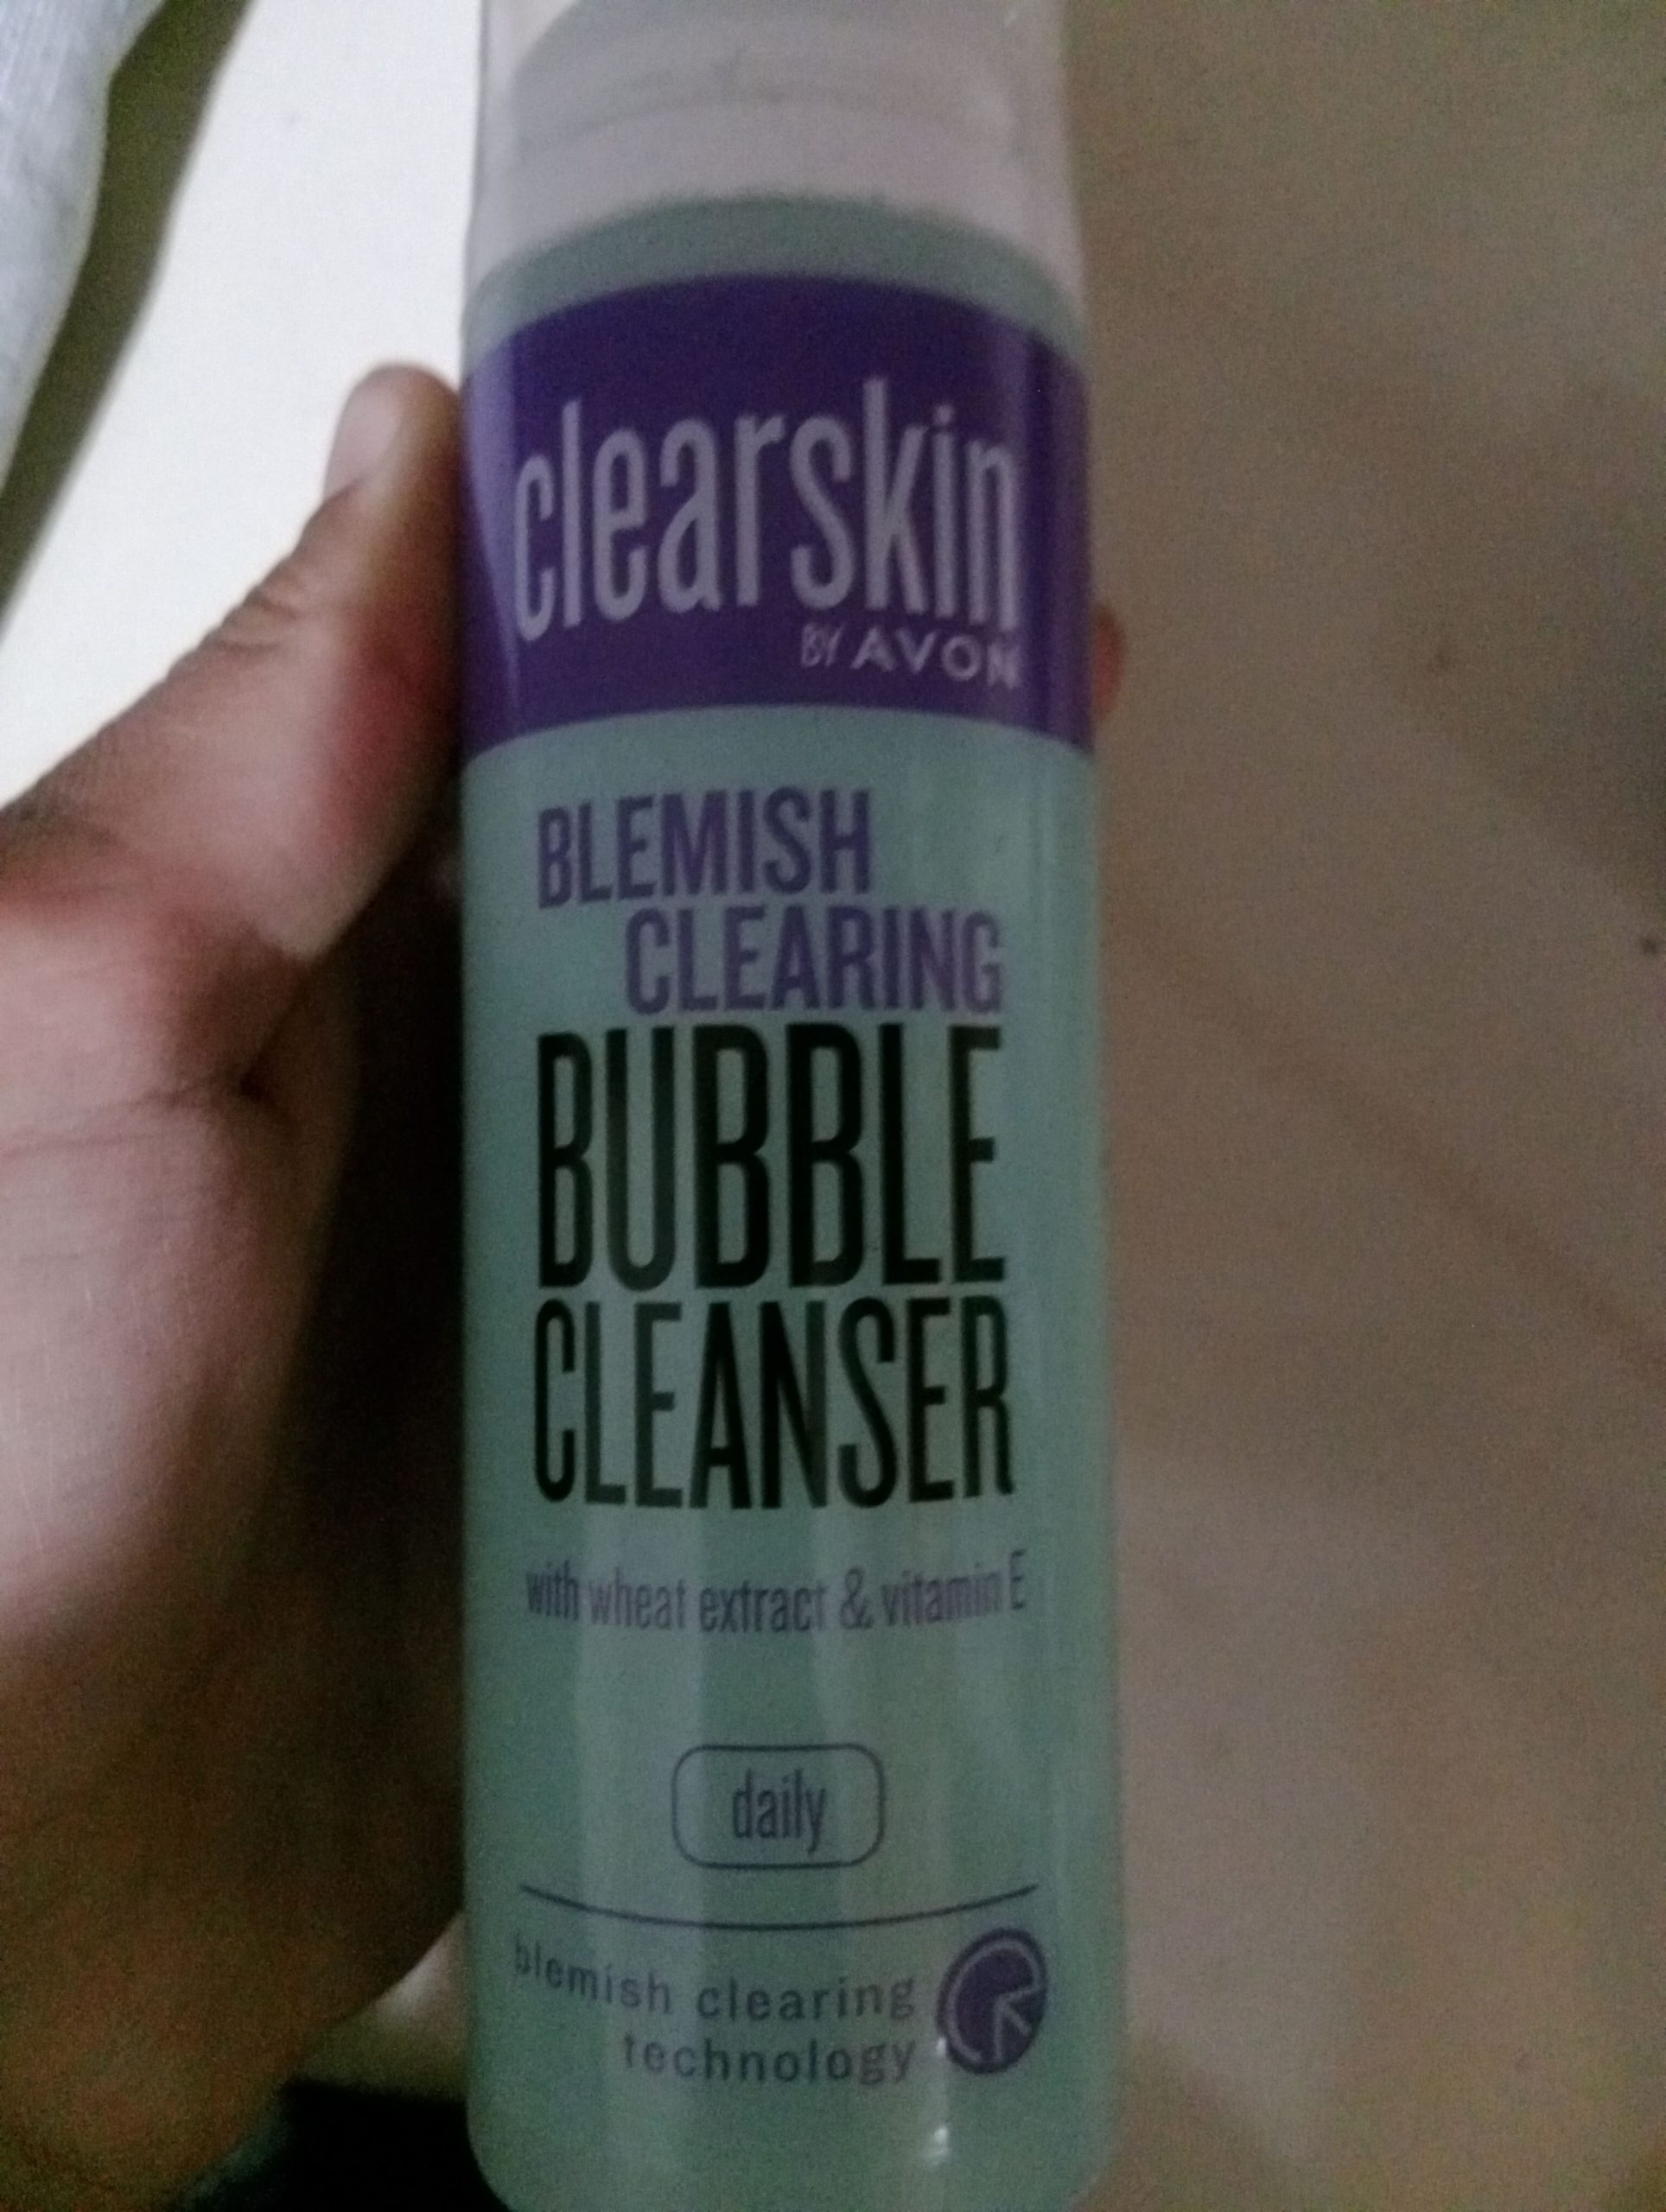 clearskin
BY AVON
BLEMISH
CLEARING
BUBBLE
CLEANSER
with wheat extract & vitamin E
daily
blemish clearing
technology